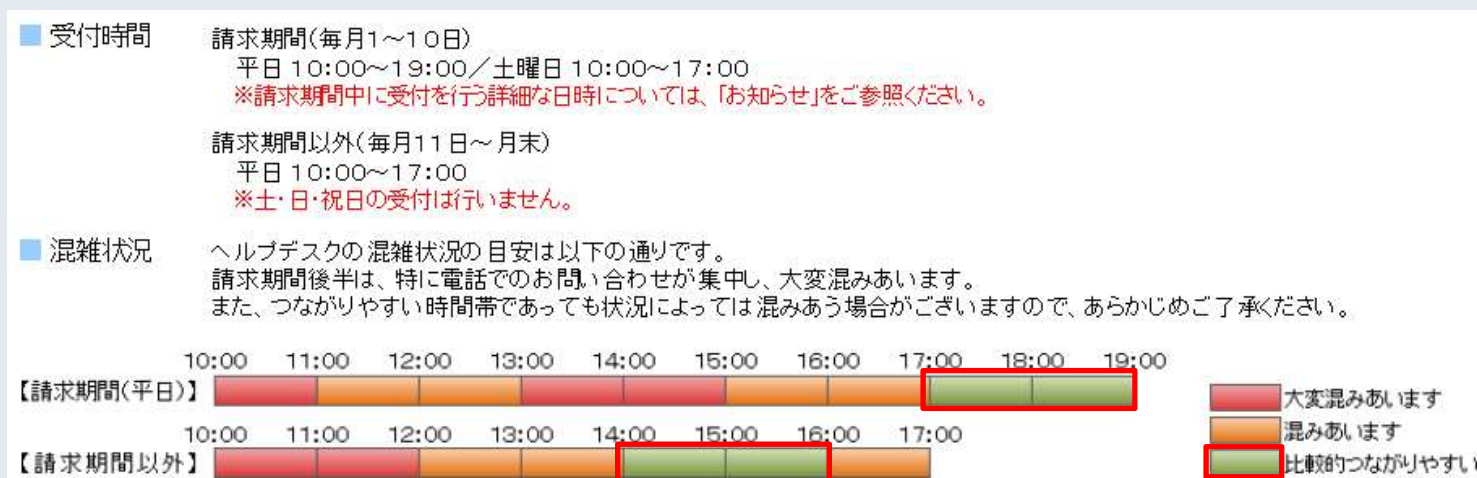 受付時間
請求期間(毎月1～10日)
平日 10:00～19:00／土曜日 10:00～17:00
※請求期間中に受付を行う詳細な日時については、「お知らせ」をご参照ください。
請求期間以外(毎月11日～月末)
平日 10:00～17:00
※土・日・祝日の受付は行いません。
混雑状況
ヘルプデスクの混雑状況の目安は以下の通りです。
請求期間後半は、特に電話でのお問い合わせが集中し、大変混みあいます。
また、つながりやすい時間帯であっても状況によっては混みあう場合がございますので、あらかじめご了承ください。
10:00 11:00 12:00 13:00 14:00 15:00 16:00 17:00 18:00 19:00
【請求期間(平日)】
10:00 11:00 12:00 13:00 14:00 15:00 16:00 17:00
【請求期間以外】
大変混みあいます
混みあいます
比較的つながりやすい